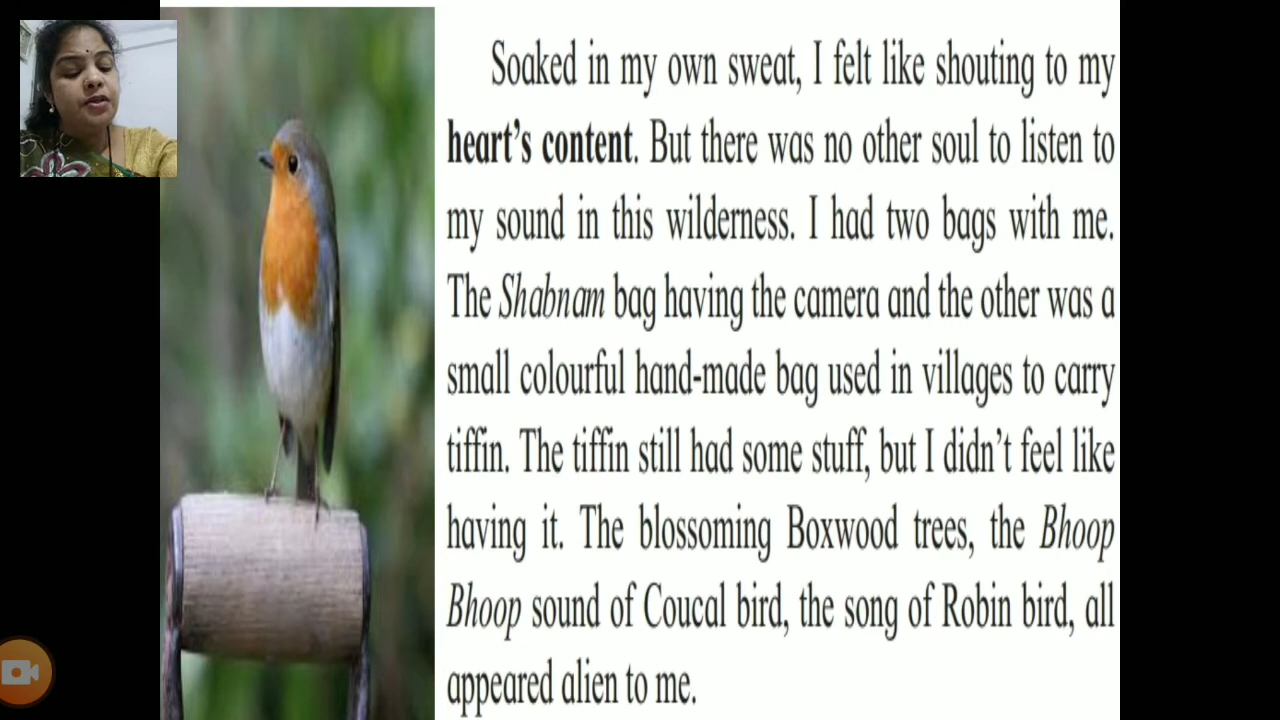 Soaked in my own sweat, I felt like shouting to my
heart’s content. But there was no other soul to listen to
my sound in this wilderness. I had two bags with me.
The Shabnam bag having the camera and the other was a
small colourful hand-made bag used in villages to carry
tiffin. The tiffin still had some stuff, but I didn’t feel like
having it. The blossoming Boxwood trees, the Bhoop
Bhoop sound of Coucal bird, the song of Robin bird, all
appeared alien to me.